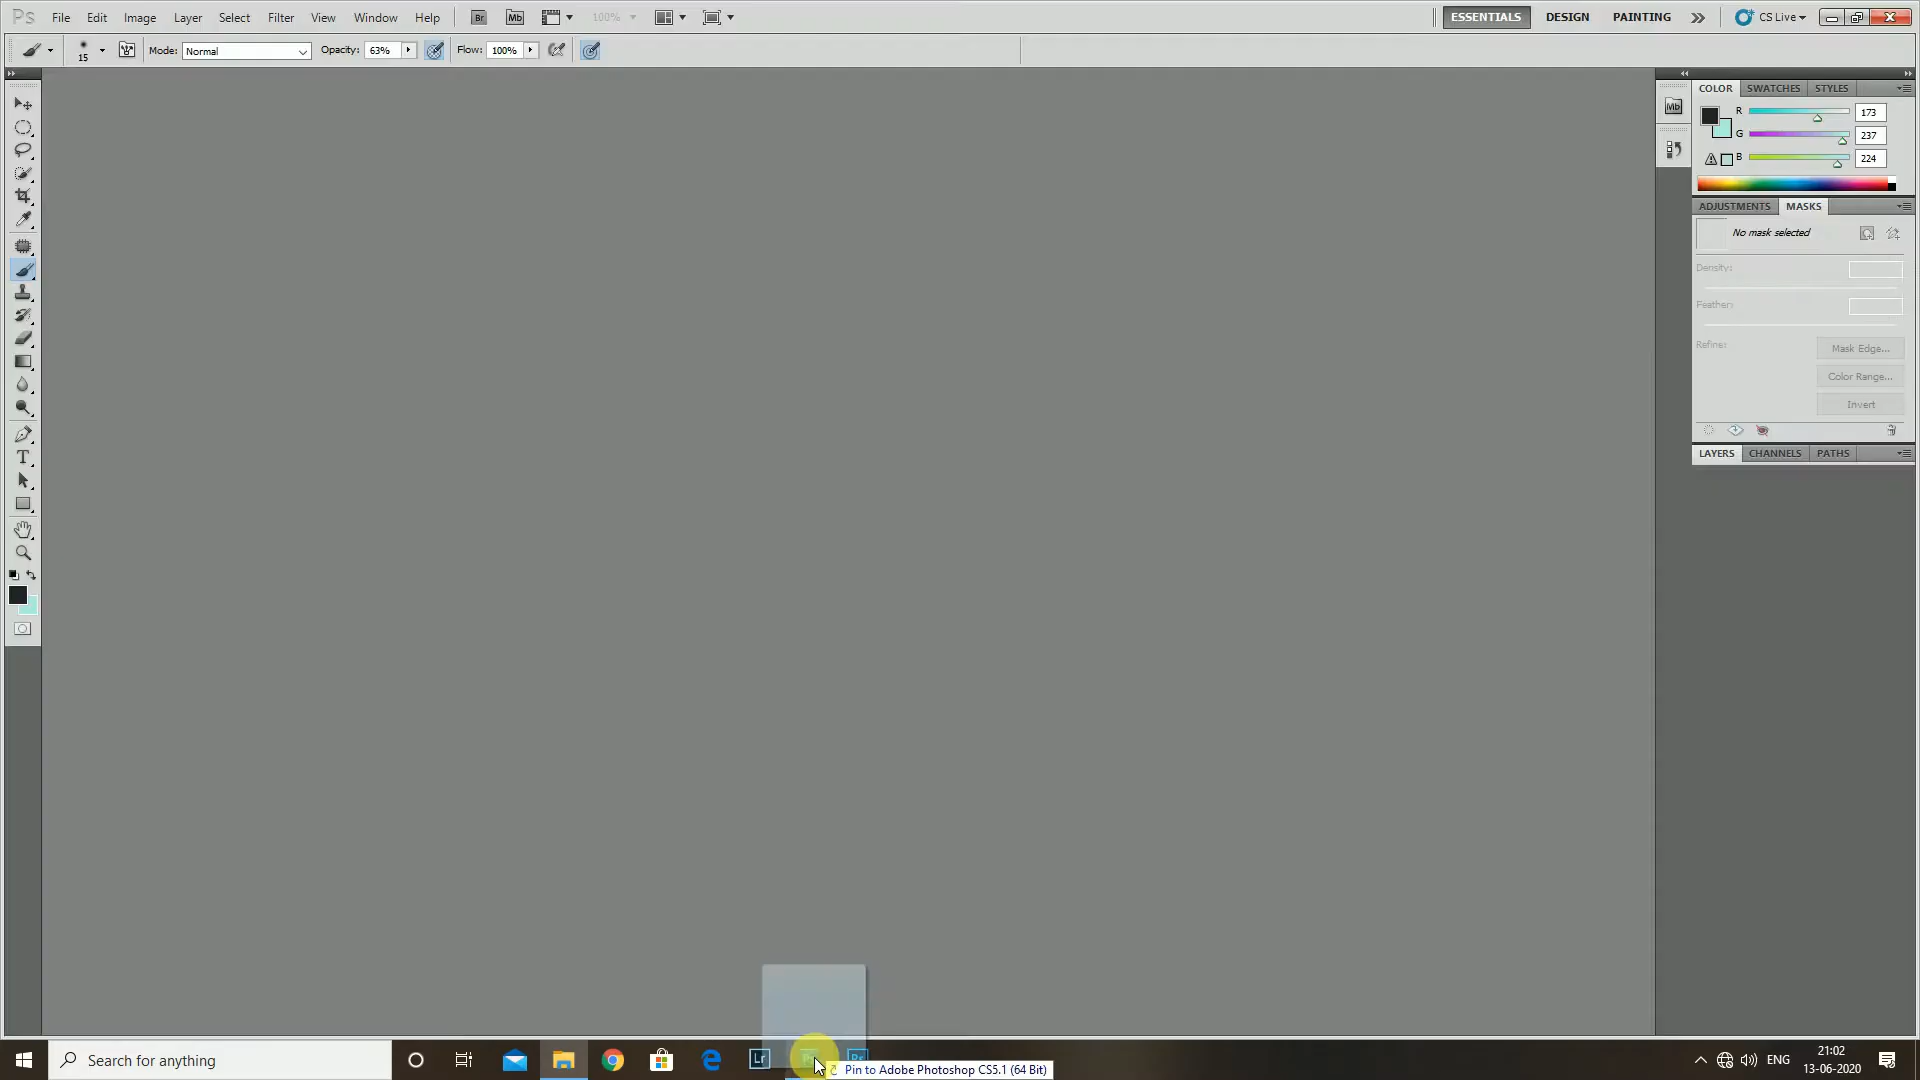 Ps File Edit Image Layer Select Filter View Window Help Br Mb 100% ESSENTIALS DESIGN PAINTING CS Live
15 Mode: Normal Opacity: 63% Flow: 100%
COLOR SWATCHES STYLES
Mb
R 173
G 237
B 224
ADJUSTMENTS MASKS
No mask selected
Density:
Feather:
Refine:
Mask Edge...
Color Range...
Invert
LAYERS CHANNELS PATHS
T
Search for anything
Lr
Pr
Pin to Adobe Photoshop CS5.1 (64 Bit)
ENG
21:02
13-06-2020